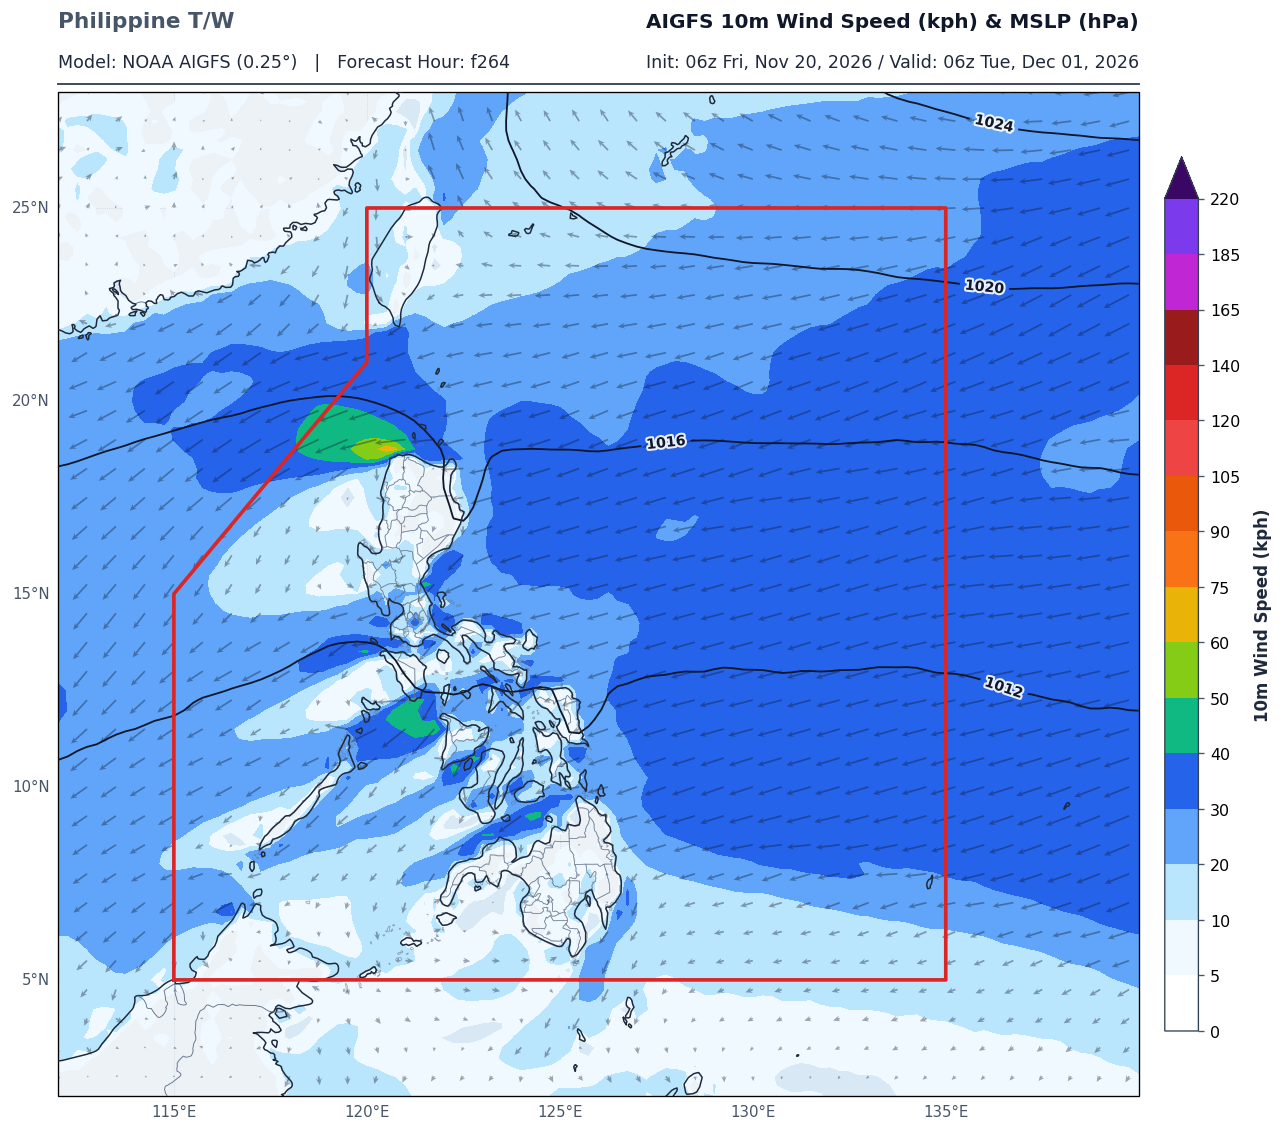 Philippine T/W
AIGFS 10m Wind Speed (kph) & MSLP (hPa)
Model: NOAA AIGFS (0.25°) | Forecast Hour: f264
Init: 06z Fri, Nov 20, 2026 / Valid: 06z Tue, Dec 01, 2026
1024
1020
1016
1012
25°N
20°N
15°N
10°N
5°N
115°E
120°E
125°E
130°E
135°E
220
185
165
140
120
105
90
75
60
50
40
30
20
10
5
0
10m Wind Speed (kph)